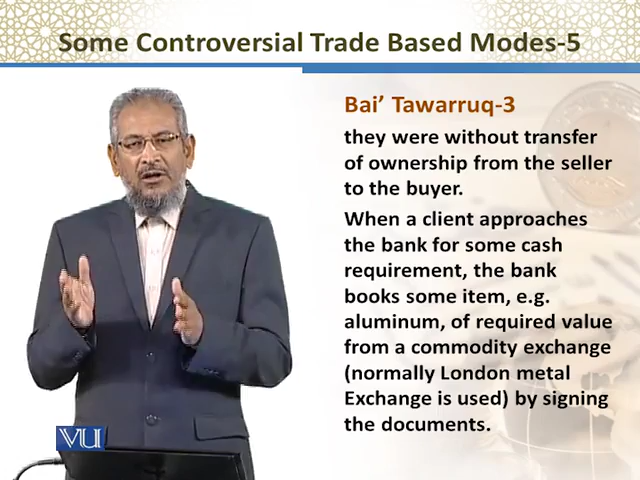 Some Controversial Trade Based Modes-5
Bai’ Tawarruq-3
they were without transfer
of ownership from the seller
to the buyer.
When a client approaches
the bank for some cash
requirement, the bank
books some item, e.g.
aluminum, of required value
from a commodity exchange
(normally London metal
Exchange is used) by signing
the documents.
VU